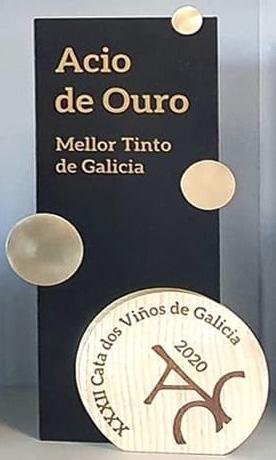 Acio
de Ouro
Mellor Tinto
de Galicia
XXXII Cata dos Viños de Galicia
2020